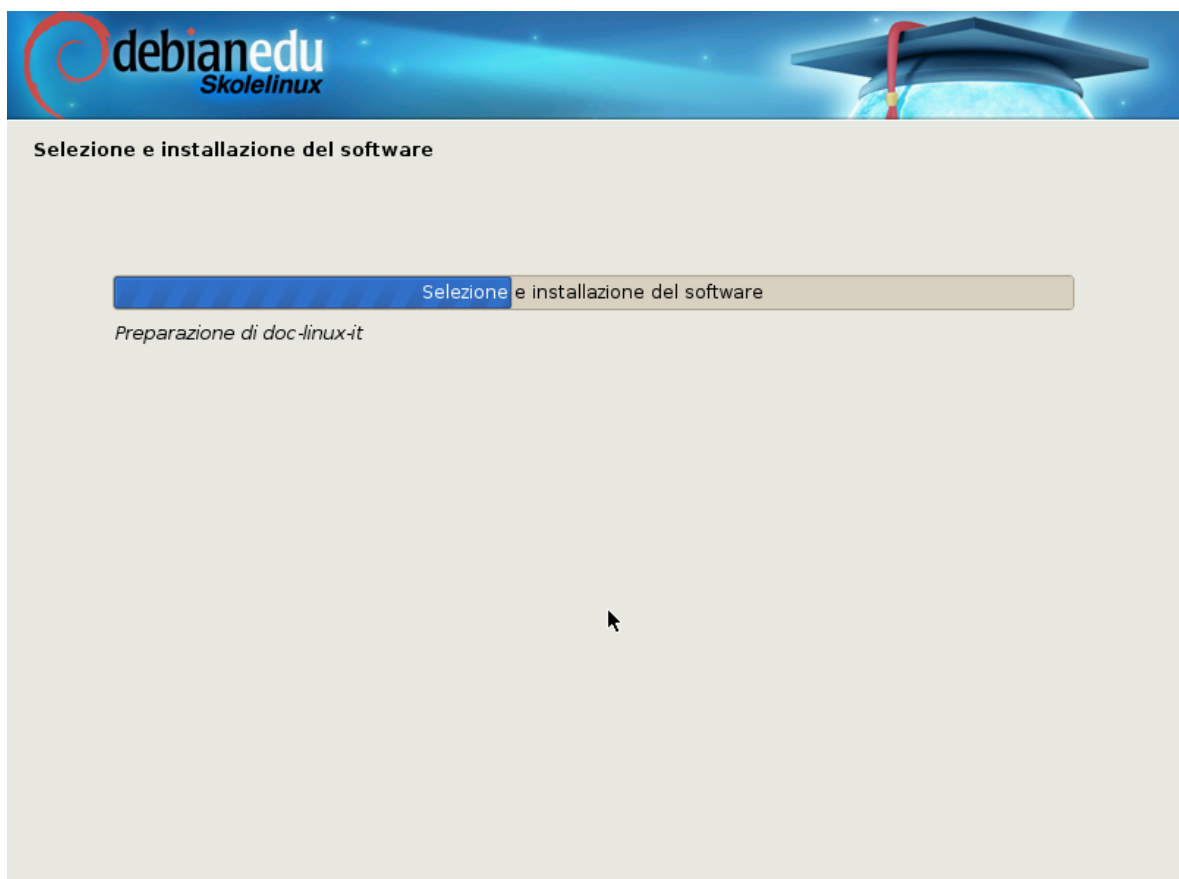 debianedu
Skolelinux
Selezione e installazione del software
Selezione e installazione del software
Preparazione di doc-linux-it